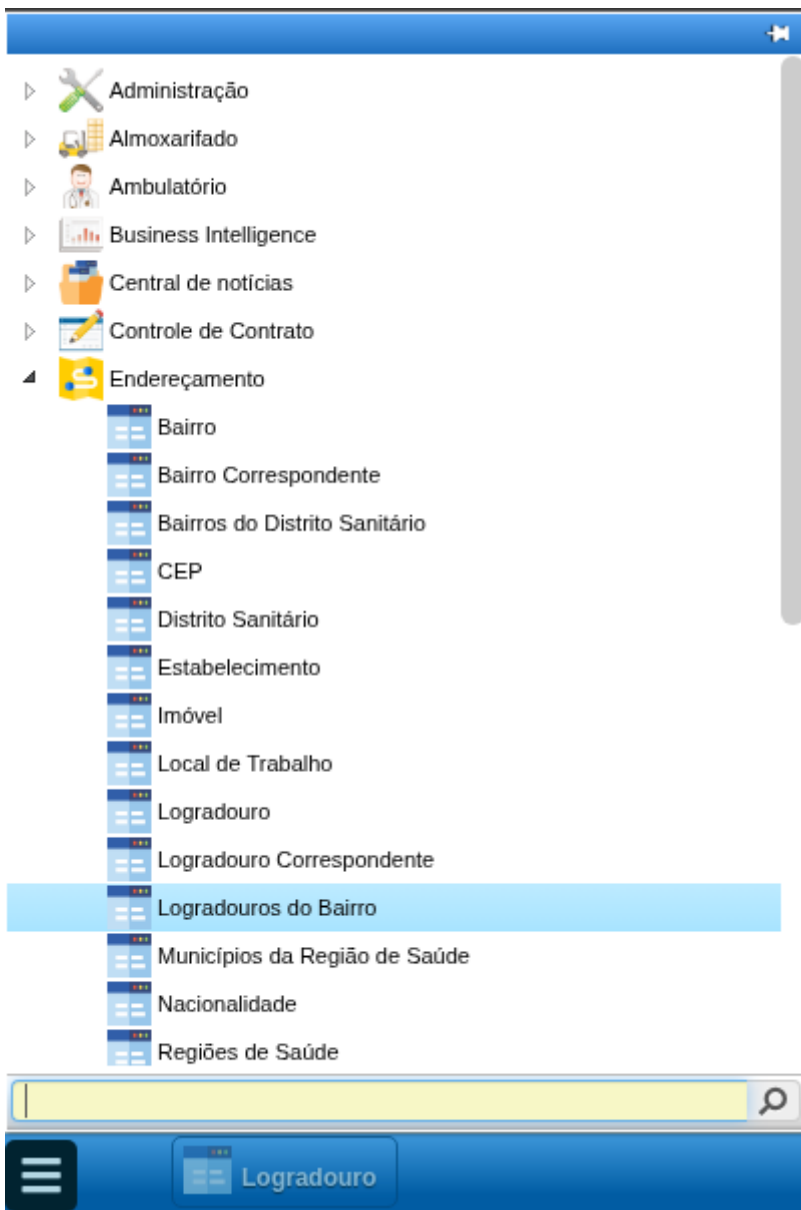 Administração
Almoxarifado
Ambulatório
Business Intelligence
Central de notícias
Controle de Contrato
Endereçamento
Bairro
Bairro Correspondente
Bairros do Distrito Sanitário
CEP
Distrito Sanitário
Estabelecimento
Imóvel
Local de Trabalho
Logradouro
Logradouro Correspondente
Logradouros do Bairro
Municípios da Região de Saúde
Nacionalidade
Regiões de Saúde
Logradouro